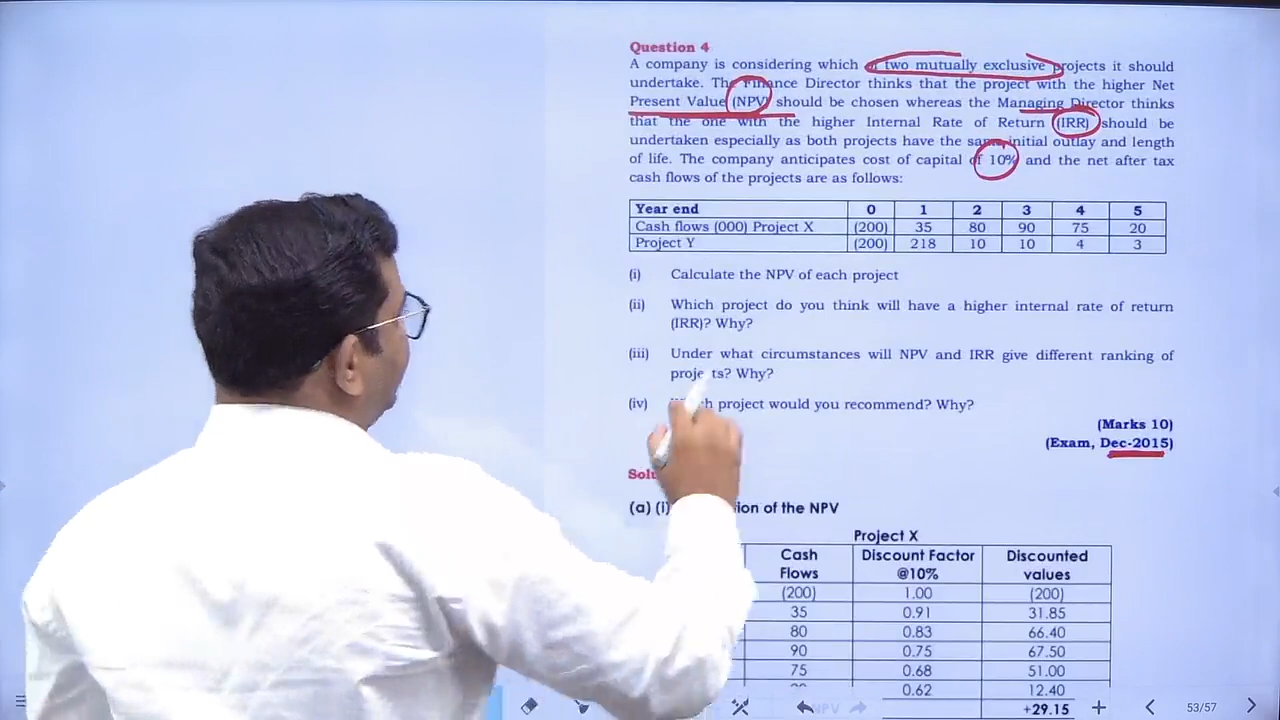 Question 4
A company is considering which of two mutually exclusive projects it should
undertake. The Finance Director thinks that the project with the higher Net
Present Value (NPV) should be chosen whereas the Managing Director thinks
that the one with the higher Internal Rate of Return (IRR) should be
undertaken especially as both projects have the same initial outlay and length
of life. The company anticipates cost of capital of 10% and the net after tax
cash flows of the projects are as follows:
Year end 0 1 2 3 4 5
Cash flows (000) Project X (200) 35 80 90 75 20
Project Y (200) 218 10 10 4 3
(i) Calculate the NPV of each project
(ii) Which project do you think will have a higher internal rate of return
(IRR)? Why?
(iii) Under what circumstances will NPV and IRR give different ranking of
projects? Why?
(iv) Which project would you recommend? Why?
(Marks 10)
(Exam, Dec-2015)
(a) (i) of the NPV
Project X
Cash Flows Discount Factor @10% Discounted values
(200) 1.00 (200)
35 0.91 31.85
80 0.83 66.40
90 0.75 67.50
75 0.68 51.00
0.62 12.40
NPV +29.15
53/57